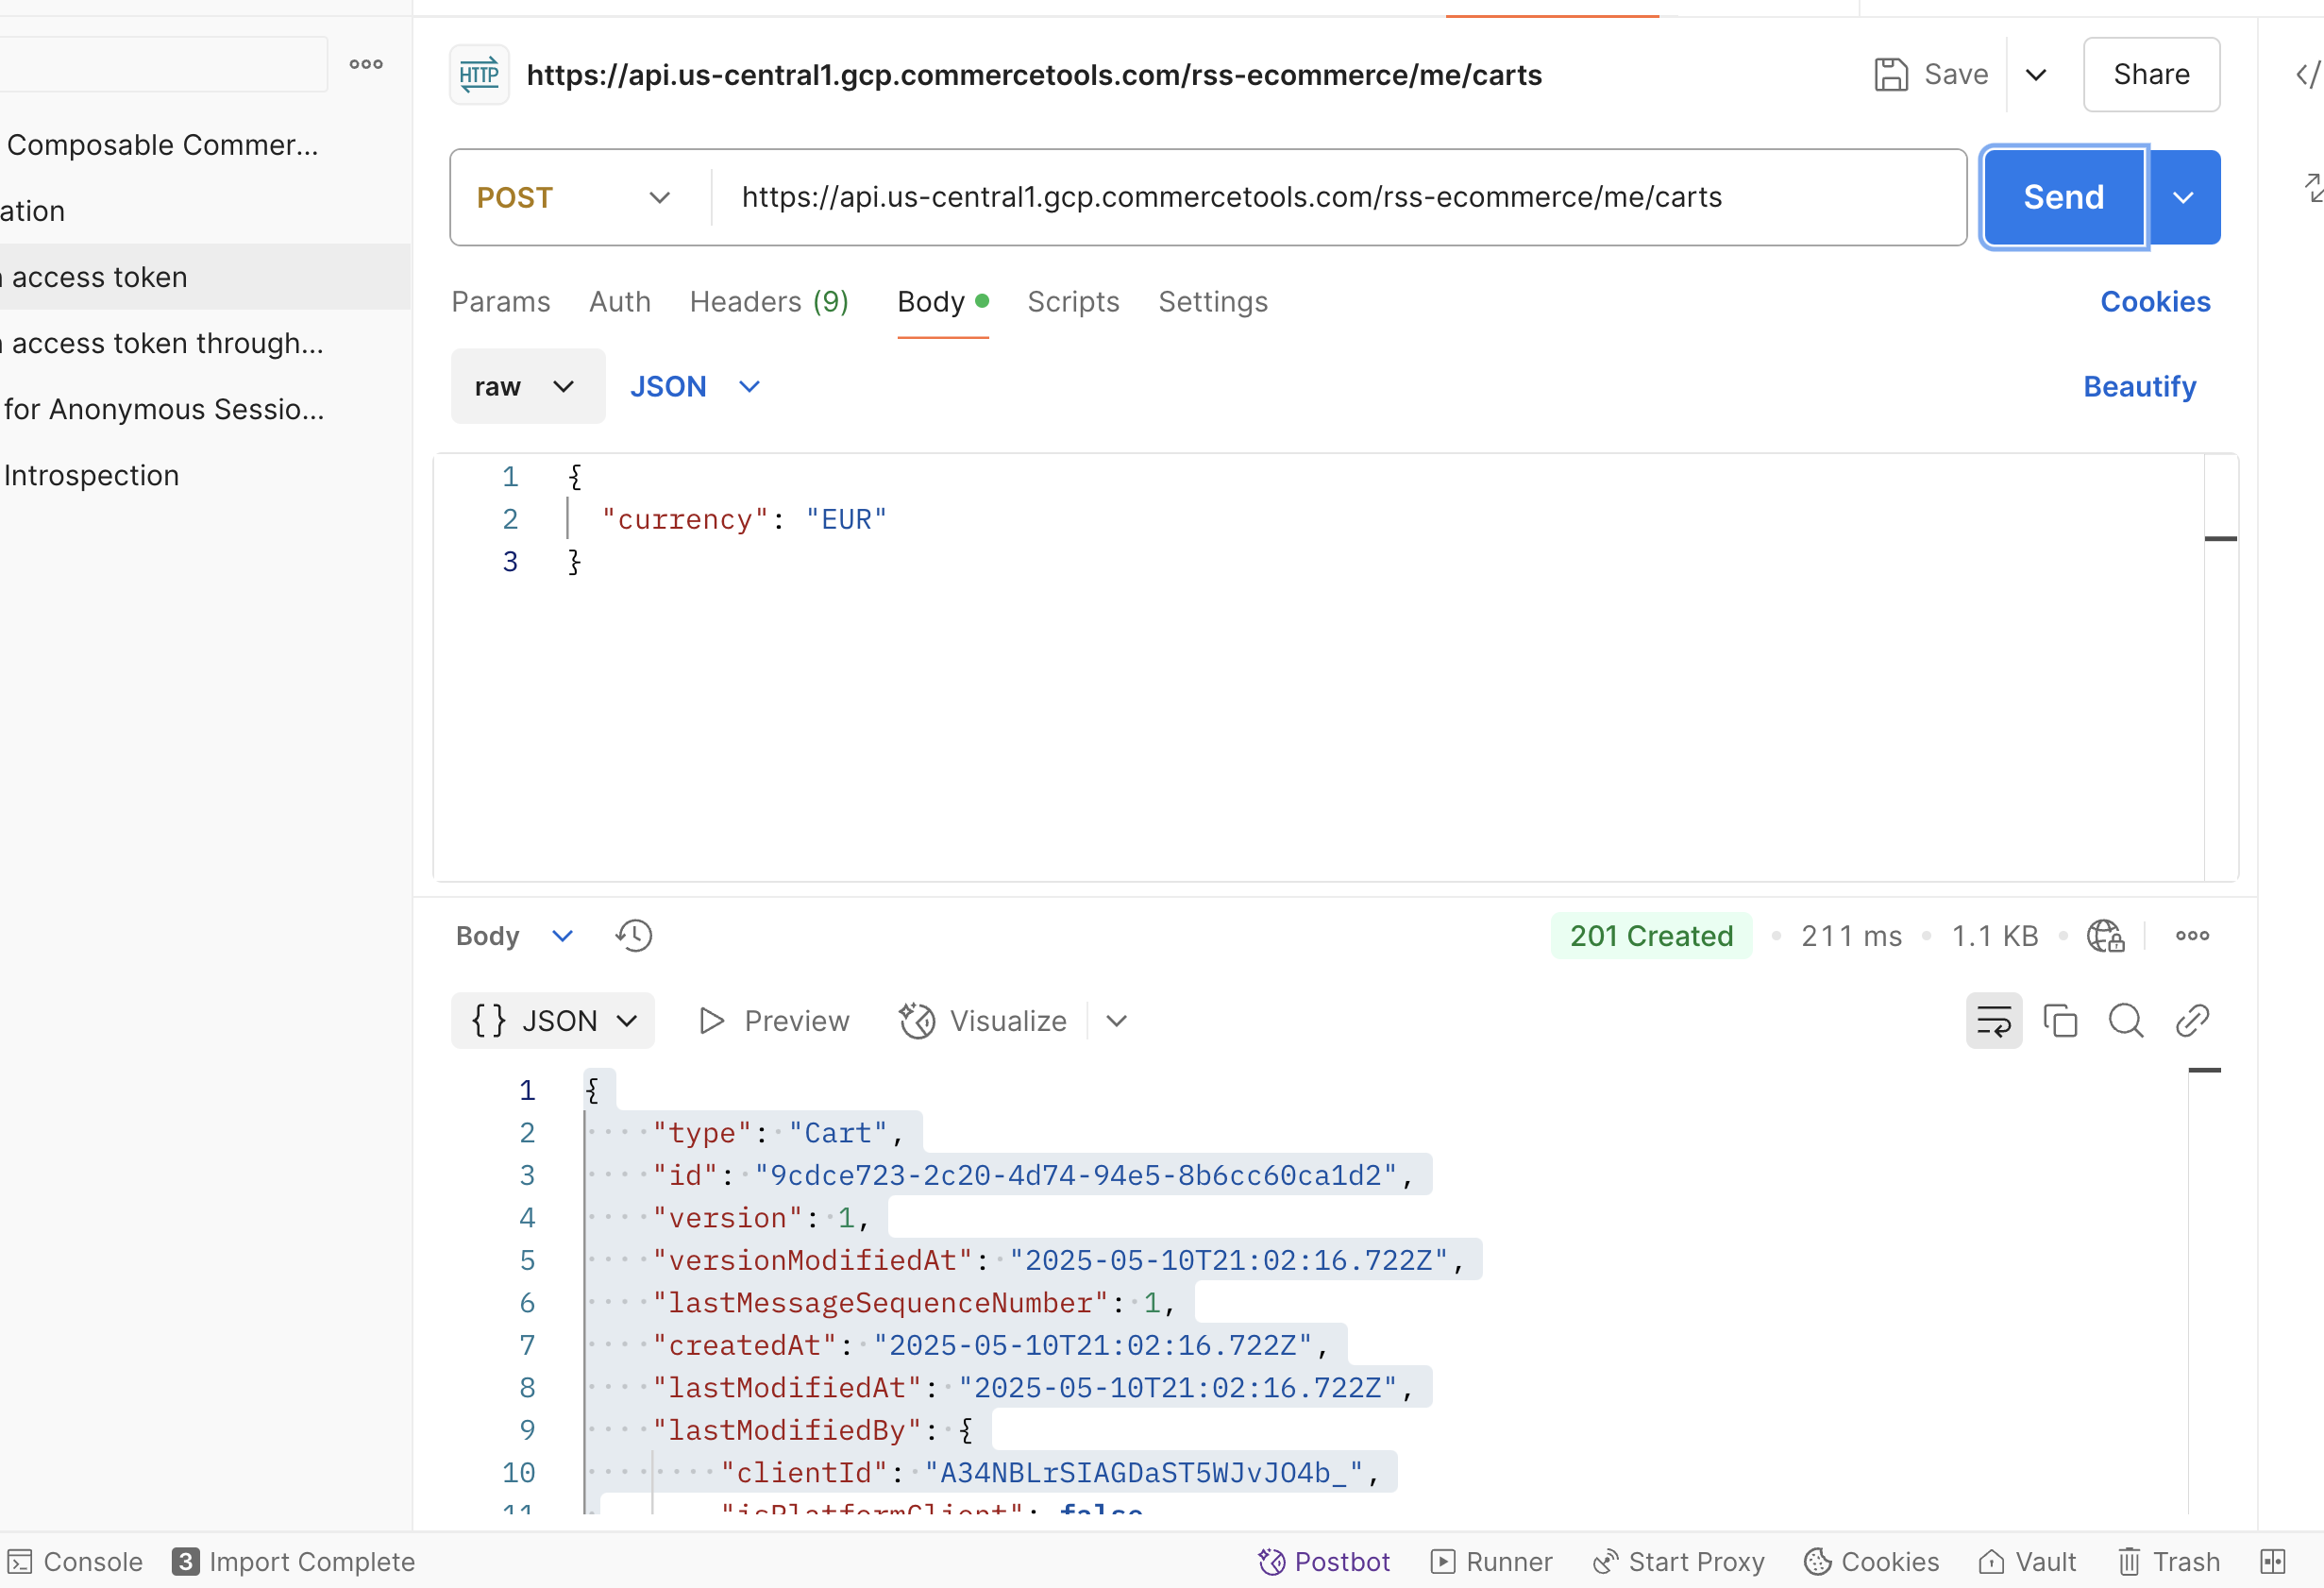 HTTP https://api.us-central1.gcp.commercetools.com/rss-ecommerce/me/carts Save Share
Composable Commer...
ation
access token
access token through...
for Anonymous Sessio...
Introspection
POST https://api.us-central1.gcp.commercetools.com/rss-ecommerce/me/carts Send
Params Auth Headers (9) Body Scripts Settings Cookies
raw JSON Beautify
1 {
2 "currency": "EUR"
3 }
Body 201 Created • 211 ms • 1.1 KB •
{} JSON Preview Visualize
1 {
2 "type": "Cart",
3 "id": "9cdce723-2c20-4d74-94e5-8b6cc60ca1d2",
4 "version": 1,
5 "versionModifiedAt": "2025-05-10T21:02:16.722Z",
6 "lastMessageSequenceNumber": 1,
7 "createdAt": "2025-05-10T21:02:16.722Z",
8 "lastModifiedAt": "2025-05-10T21:02:16.722Z",
9 "lastModifiedBy": {
10 "clientId": "A34NBLrSIAGDaST5WJvJO4b_",
11 "isPlatformClient": false
Console 3 Import Complete Postbot Runner Start Proxy Cookies Vault Trash